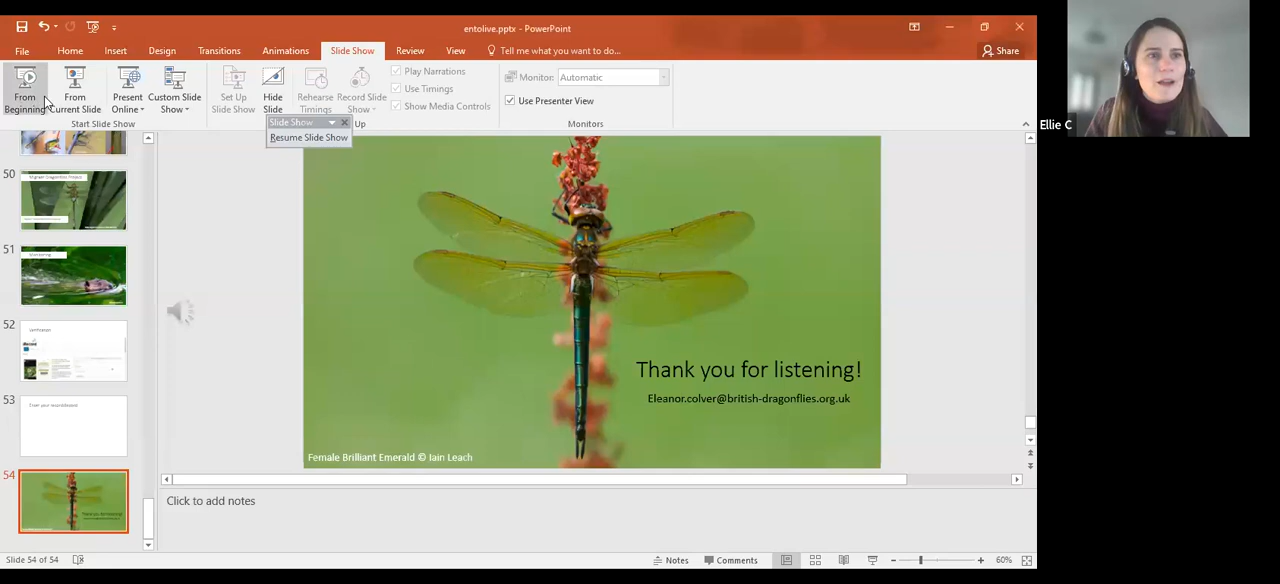 entolive.pptx - PowerPoint
File Home Insert Design Transitions Animations Slide Show Review View Tell me what you want to do... Share
From Beginning
From Current Slide
Present Online
Custom Slide Show
Set Up Slide Show
Hide Slide
Rehearse Timings
Record Slide Show
Play Narrations
Use Timings
Show Media Controls
Monitor: Automatic
Use Presenter View
Start Slide Show
Up
Monitors
Slide Show
Resume Slide Show
Ellie C
50
51
Monitoring
52
Verification
53
54
Thank you for listening!
Eleanor.colver@british-dragonflies.org.uk
Female Brilliant Emerald © Iain Leach
Click to add notes
Slide 54 of 54
Notes Comments 60%